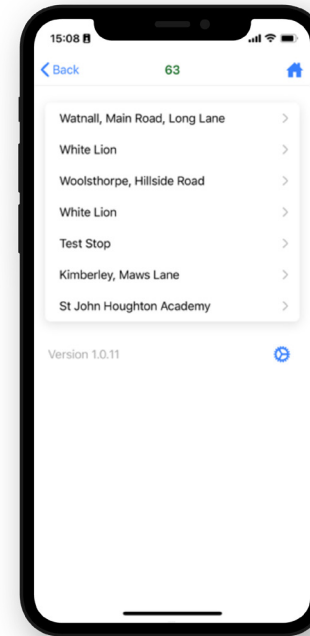 15:08
Back
63
Watnall, Main Road, Long Lane
White Lion
Woolsthorpe, Hillside Road
White Lion
Test Stop
Kimberley, Maws Lane
St John Houghton Academy
Version 1.0.11